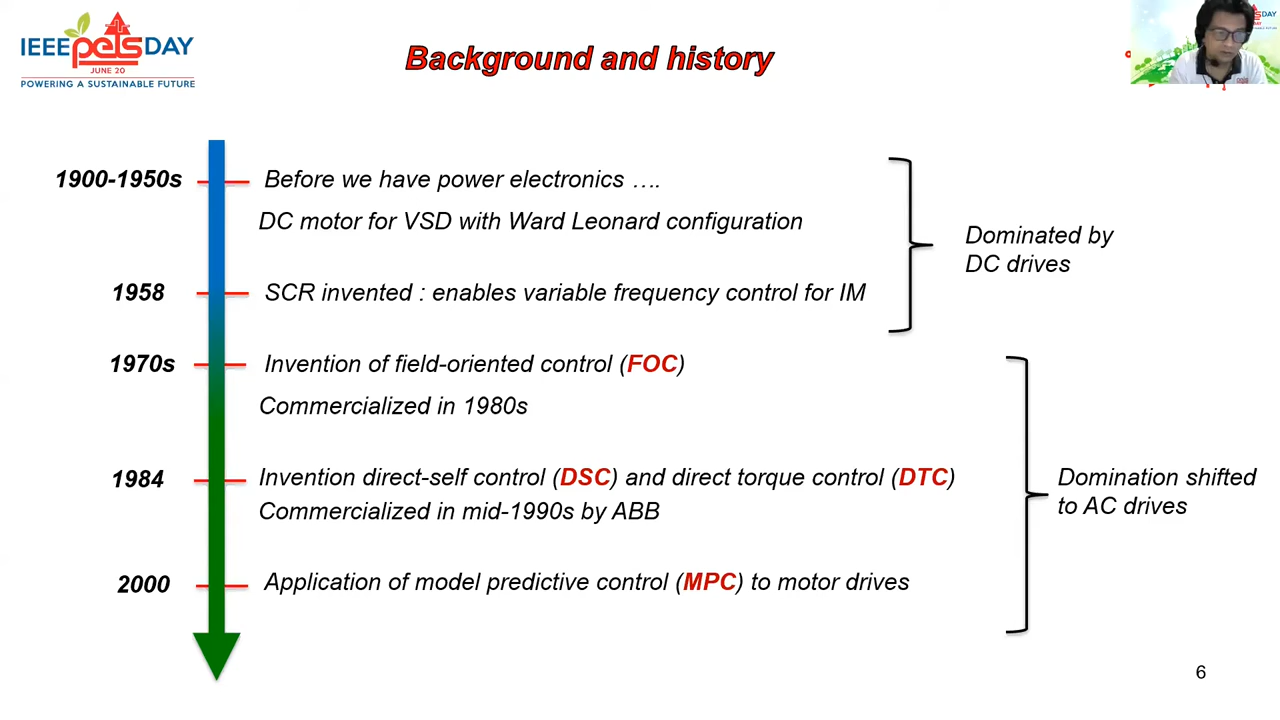 IEEE pels DAY
JUNE 20
POWERING A SUSTAINABLE FUTURE
Background and history
DAY
1900-1950s
Before we have power electronics ….
DC motor for VSD with Ward Leonard configuration
Dominated by
DC drives
1958
SCR invented : enables variable frequency control for IM
1970s
Invention of field-oriented control (FOC)
Commercialized in 1980s
1984
Invention direct-self control (DSC) and direct torque control (DTC)
Commercialized in mid-1990s by ABB
Domination shifted
to AC drives
2000
Application of model predictive control (MPC) to motor drives
6